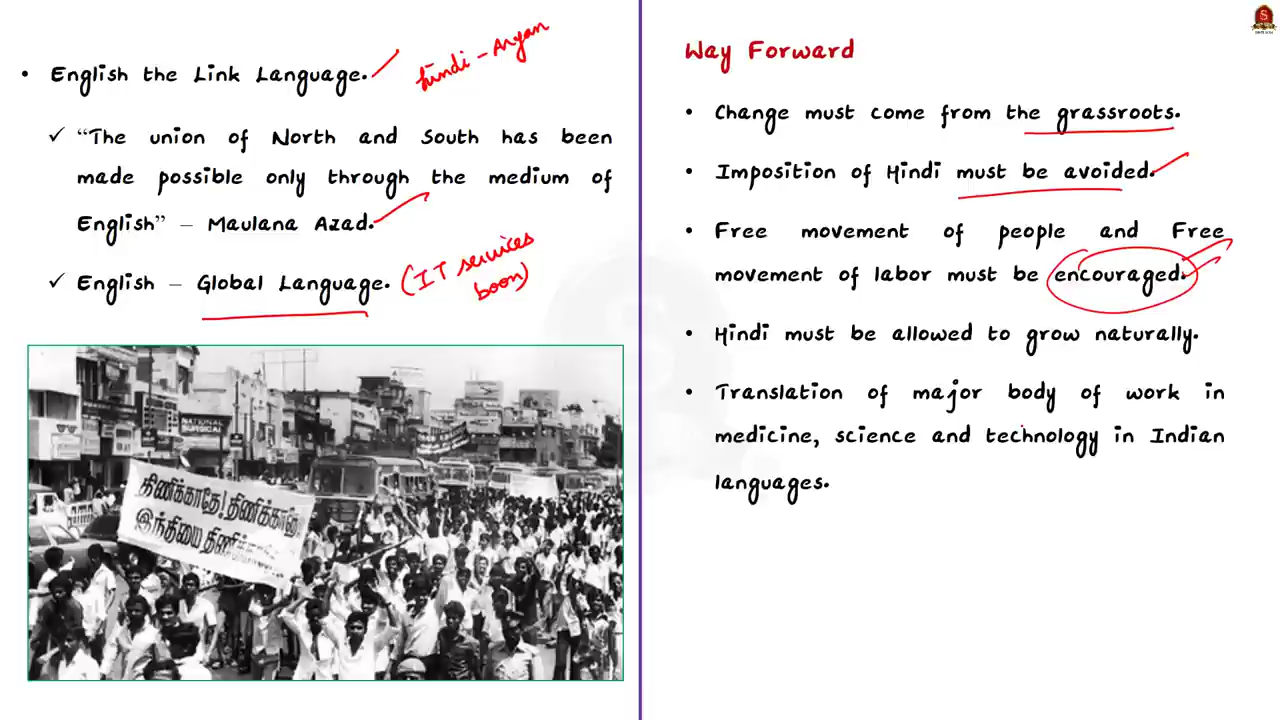 • English the Link Language.
Hindi – Aryan
✓ “The union of North and South has been
made possible only through the medium of
English” – Maulana Azad.
✓ English – Global Language.
(IT services
boon)
NATIONAL
SURGICAL
திணிக்காதே! திணிக்காதே
இந்தியை திணிக்காதே
Way Forward
• Change must come from the grassroots.
• Imposition of Hindi must be avoided.
• Free movement of people and Free
movement of labor must be encouraged.
• Hindi must be allowed to grow naturally.
• Translation of major body of work in
medicine, science and technology in Indian
languages.